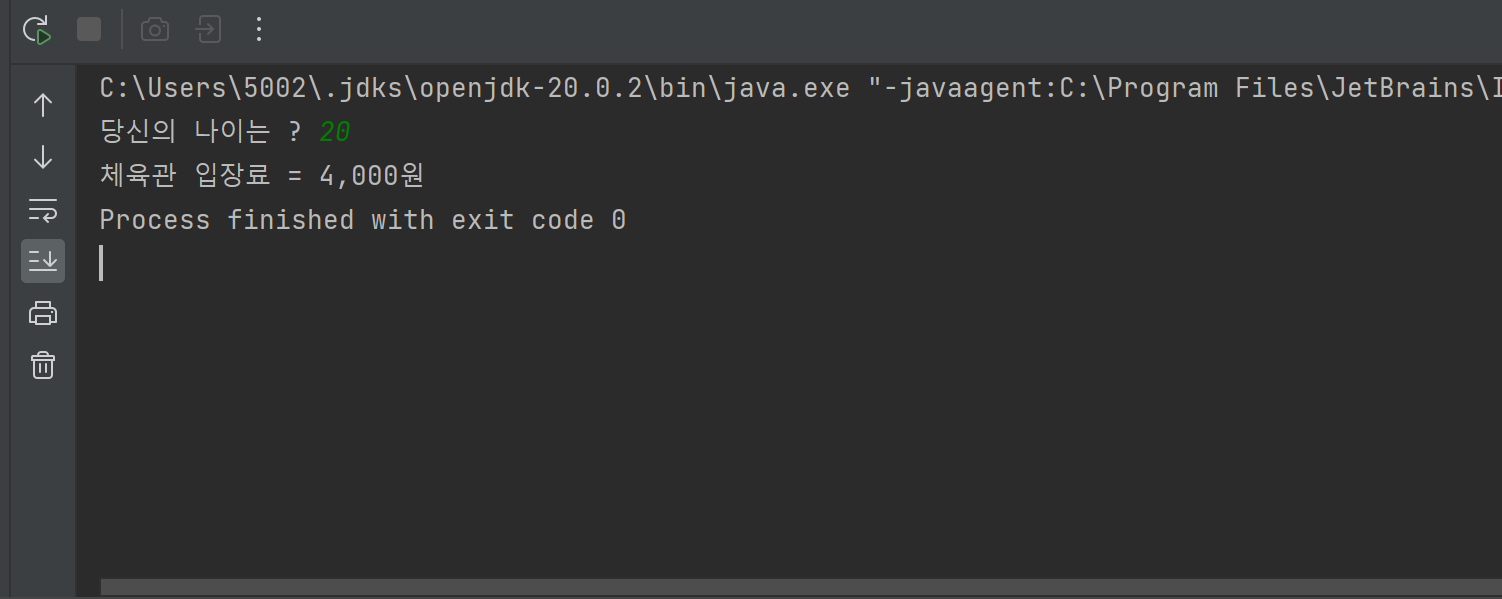 C:\Users\5002\.jdks\openjdk-20.0.2\bin\java.exe "-javaagent:C:\Program Files\JetBrains\I
당신의 나이는 ? 20
체육관 입장료 = 4,000원
Process finished with exit code 0